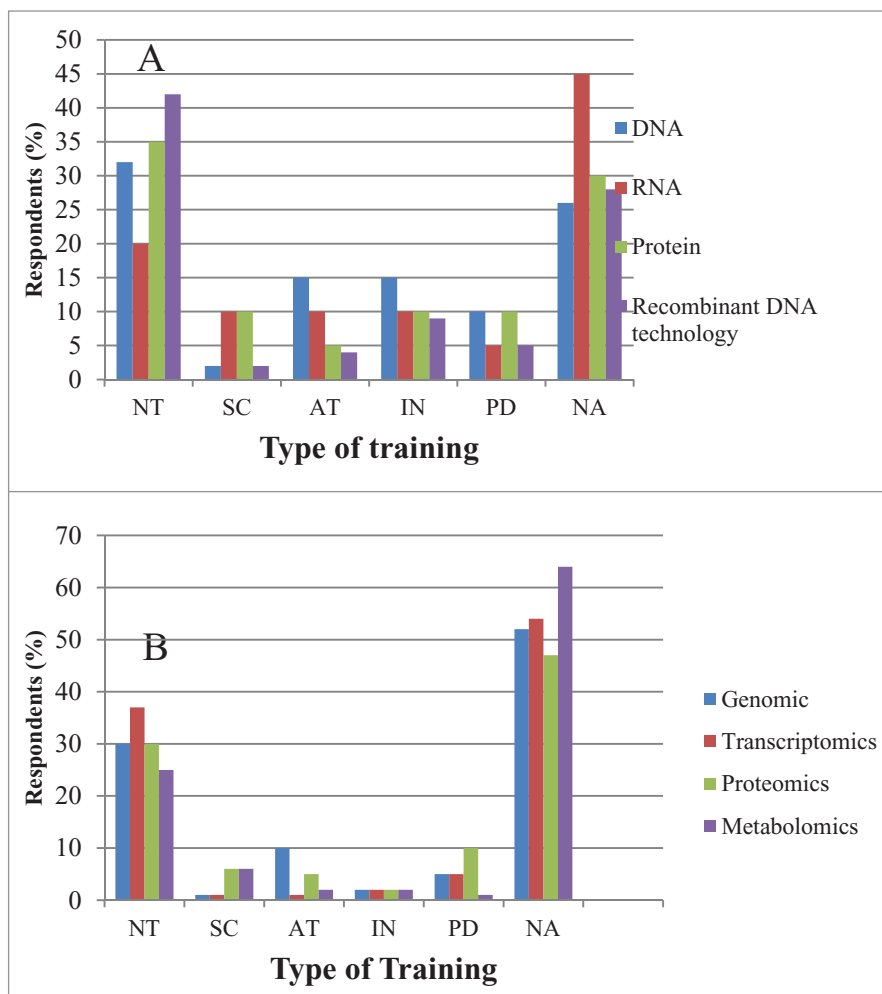 A
Respondents (%)
50
45
40
35
30
25
20
15
10
5
0
NT SC AT IN PD NA
Type of training
DNA
RNA
Protein
Recombinant DNA
technology
B
Respondents (%)
70
60
50
40
30
20
10
0
NT SC AT IN PD NA
Type of Training
Genomic
Transcriptomics
Proteomics
Metabolomics